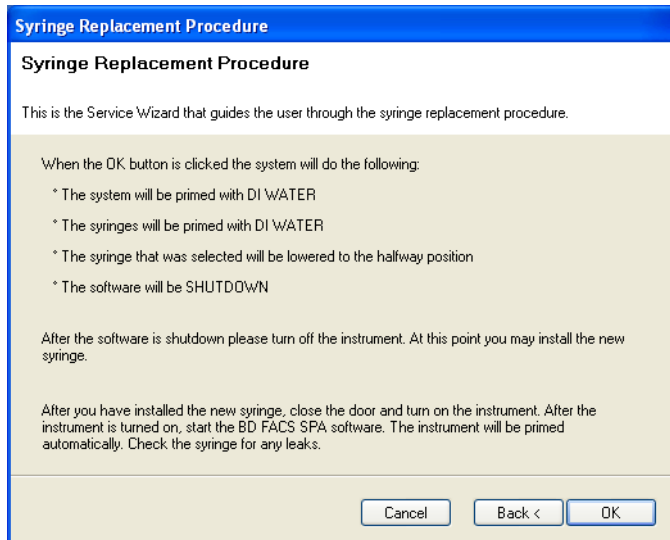 Syringe Replacement Procedure
Syringe Replacement Procedure
This is the Service Wizard that guides the user through the syringe replacement procedure.
When the OK button is clicked the system will do the following:
* The system will be primed with DI WATER
* The syringes will be primed with DI WATER
* The syringe that was selected will be lowered to the halfway position
* The software will be SHUTDOWN
After the software is shutdown please turn off the instrument. At this point you may install the new
syringe.
After you have installed the new syringe, close the door and turn on the instrument. After the
instrument is turned on, start the BD FACS SPA software. The instrument will be primed
automatically. Check the syringe for any leaks.
Cancel Back < OK